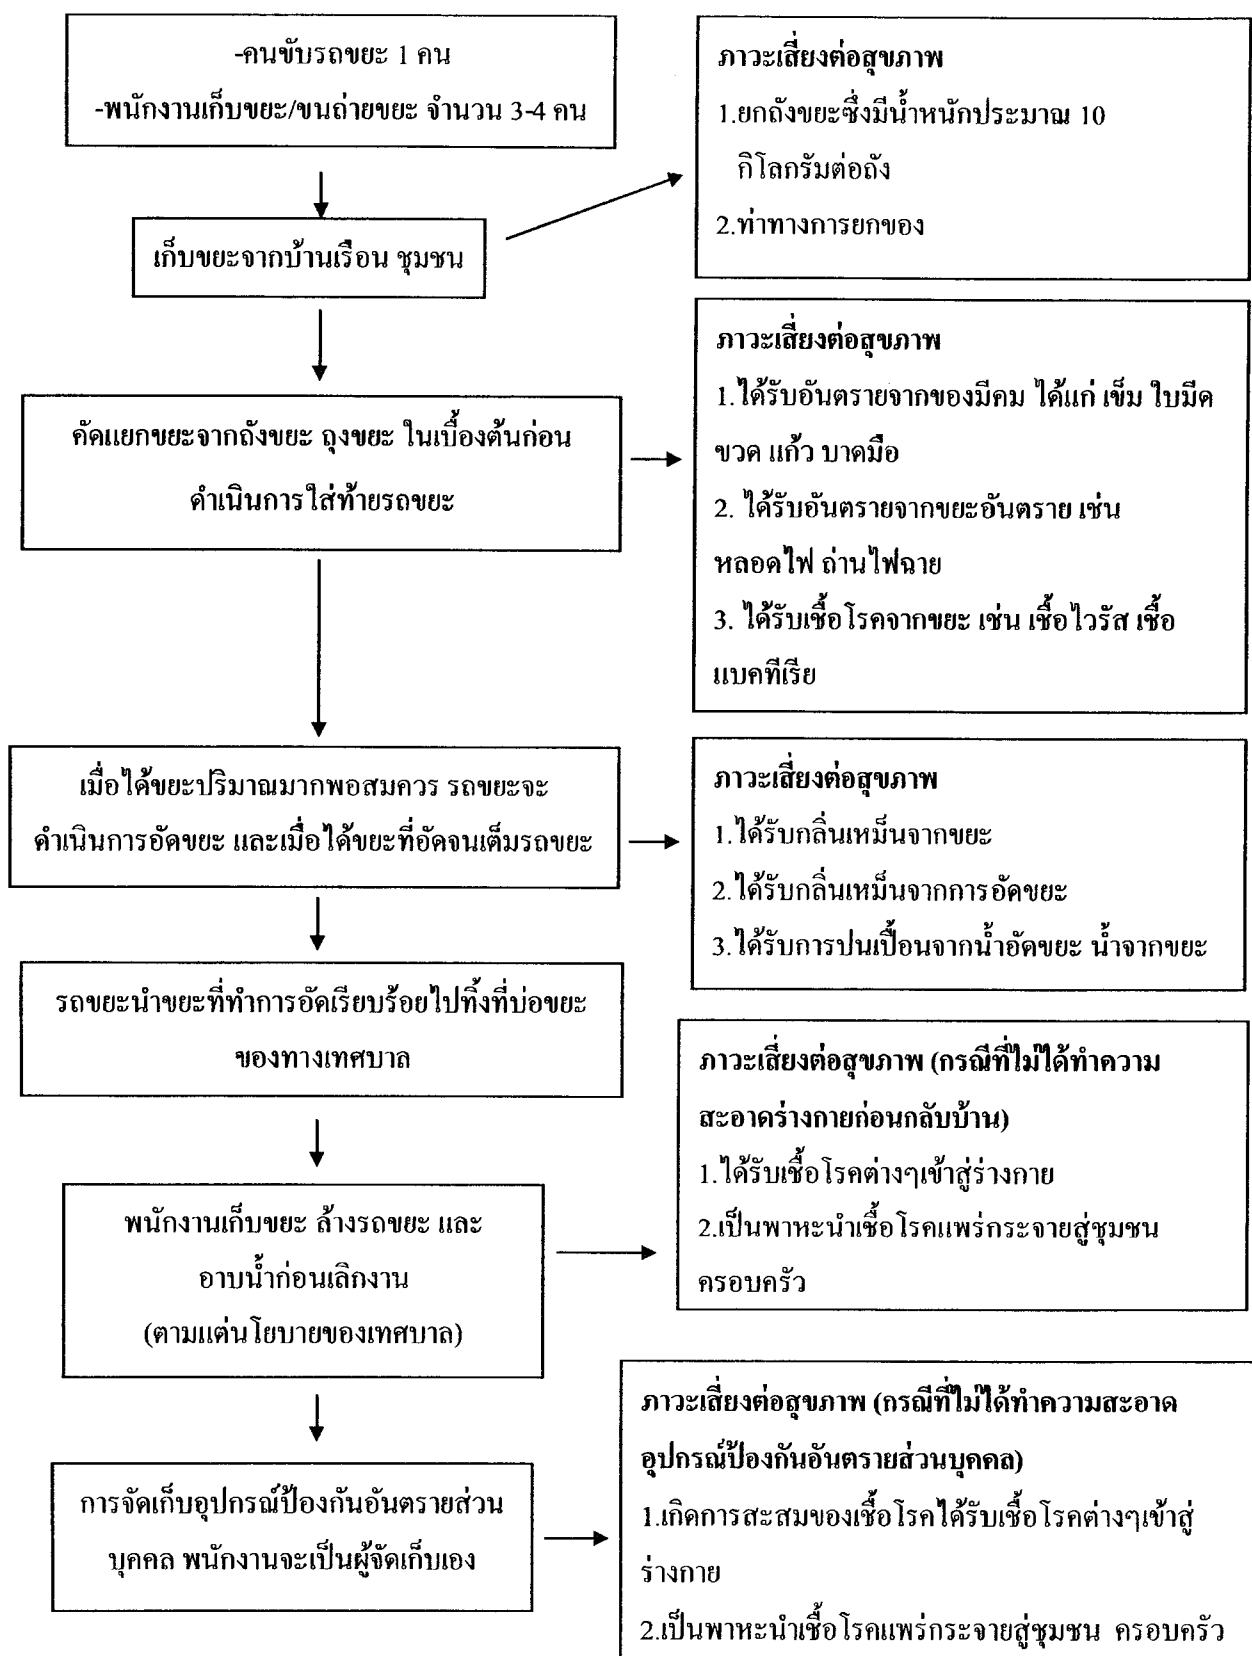 -คนขับรถขยะ 1 คน
-พนักงานเก็บขยะ/ขนถ่ายขยะ จำนวน 3-4 คน
ภาวะเสี่ยงต่อสุขภาพ
1.ยกถังขยะซึ่งมีน้ำหนักประมาณ 10
กิโลกรัมต่อถัง
2.ท่าทางการยกของ
เก็บขยะจากบ้านเรือน ชุมชน
คัดแยกขยะจากถังขยะ ถุงขยะ ในเบื้องต้นก่อน
ดำเนินการใส่ท้ายรถขยะ
ภาวะเสี่ยงต่อสุขภาพ
1.ได้รับอันตรายจากของมีคม ได้แก่ เข็ม ใบมีด
ขวด แก้ว บาดมือ
2. ได้รับอันตรายจากขยะอันตราย เช่น
หลอดไฟ ถ่านไฟฉาย
3. ได้รับเชื้อโรคจากขยะ เช่น เชื้อไวรัส เชื้อ
แบคทีเรีย
เมื่อได้ขยะปริมาณมากพอสมควร รถขยะจะ
ดำเนินการอัดขยะ และเมื่อได้ขยะที่อัดจนเต็มรถขยะ
ภาวะเสี่ยงต่อสุขภาพ
1.ได้รับกลิ่นเหม็นจากขยะ
2.ได้รับกลิ่นเหม็นจากการอัดขยะ
3.ได้รับการปนเปื้อนจากน้ำอัดขยะ น้ำจากขยะ
รถขยะนำขยะที่ทำการอัดเรียบร้อยไปทิ้งที่บ่อขยะ
ของทางเทศบาล
ภาวะเสี่ยงต่อสุขภาพ (กรณีที่ไม่ได้ทำความ
สะอาดร่างกายก่อนกลับบ้าน)
1.ได้รับเชื้อโรคต่างๆเข้าสู่ร่างกาย
2.เป็นพาหะนำเชื้อโรคแพร่กระจายสู่ชุมชน
ครอบครัว
พนักงานเก็บขยะ ล้างรถขยะ และ
อาบน้ำก่อนเลิกงาน
(ตามแต่นโยบายของเทศบาล)
ภาวะเสี่ยงต่อสุขภาพ (กรณีที่ไม่ได้ทำความสะอาด
อุปกรณ์ป้องกันอันตรายส่วนบุคคล)
1.เกิดการสะสมของเชื้อโรคได้รับเชื้อโรคต่างๆเข้าสู่
ร่างกาย
2.เป็นพาหะนำเชื้อโรคแพร่กระจายสู่ชุมชน ครอบครัว
การจัดเก็บอุปกรณ์ป้องกันอันตรายส่วน
บุคคล พนักงานจะเป็นผู้จัดเก็บเอง